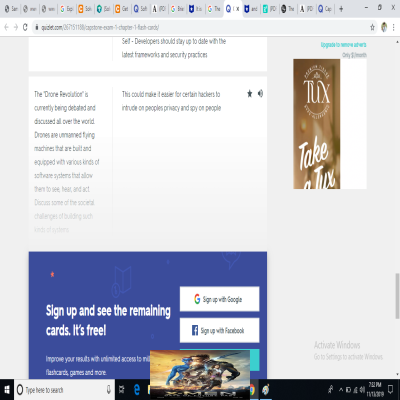 quizlet.com/267151188/capstone-exam-1-chapter-1-flash-cards/
Self - Developers should stay up to date with the
latest frameworks and security practices
Upgrade to remove adverts
Only $1/month
The "Drone Revolution" is
currently being debated and
discussed all over the world.
Drones are unmanned flying
machines that are built and
equipped with various kinds of
software systems that allow
them to see, hear, and act.
Discuss some of the societal
challenges of building such
kinds of systems
This could make it easier for certain hackers to
intrude on peoples privacy and spy on people
TUX
Take
a Tux
Sign up and see the remaining
cards. It's free!
Improve your results with unlimited access to
flashcards, games and more.
Sign up with Google
Sign up with Facebook
Activate Windows
Go to Settings to activate Windows.
Type here to search
7:52 PM
11/13/2019